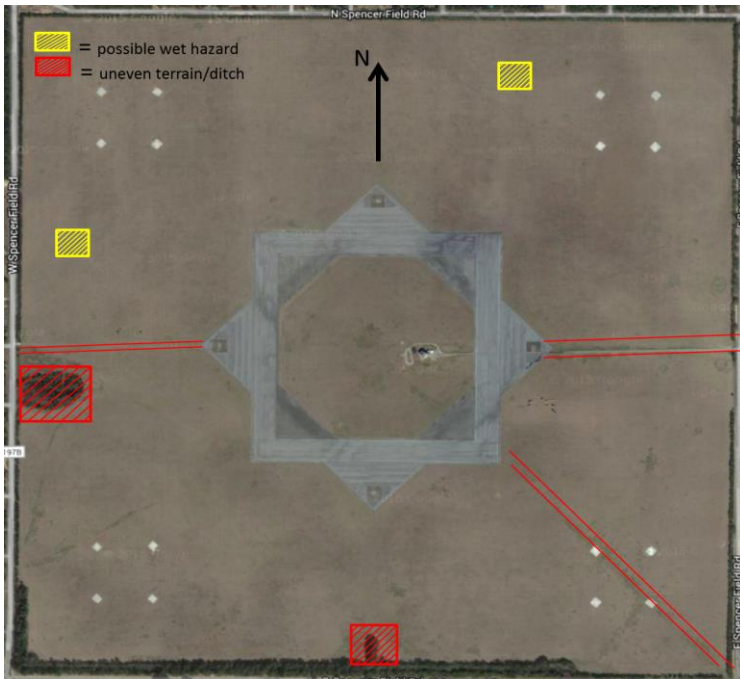 N Spencer Field Rd
= possible wet hazard
= uneven terrain/ditch
N
W Spencer Field Rd
197B
E Spencer Field Rd